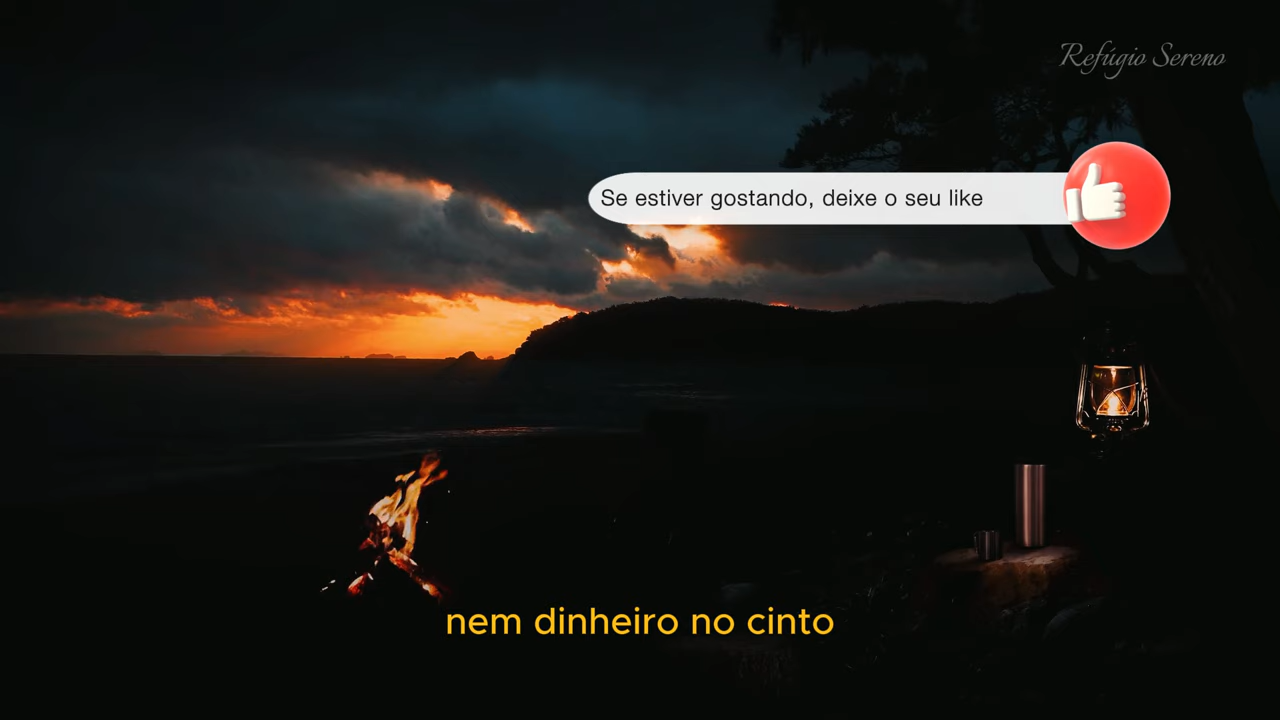 Refúgio Sereno
Se estiver gostando, deixe o seu like
nem dinheiro no cinto